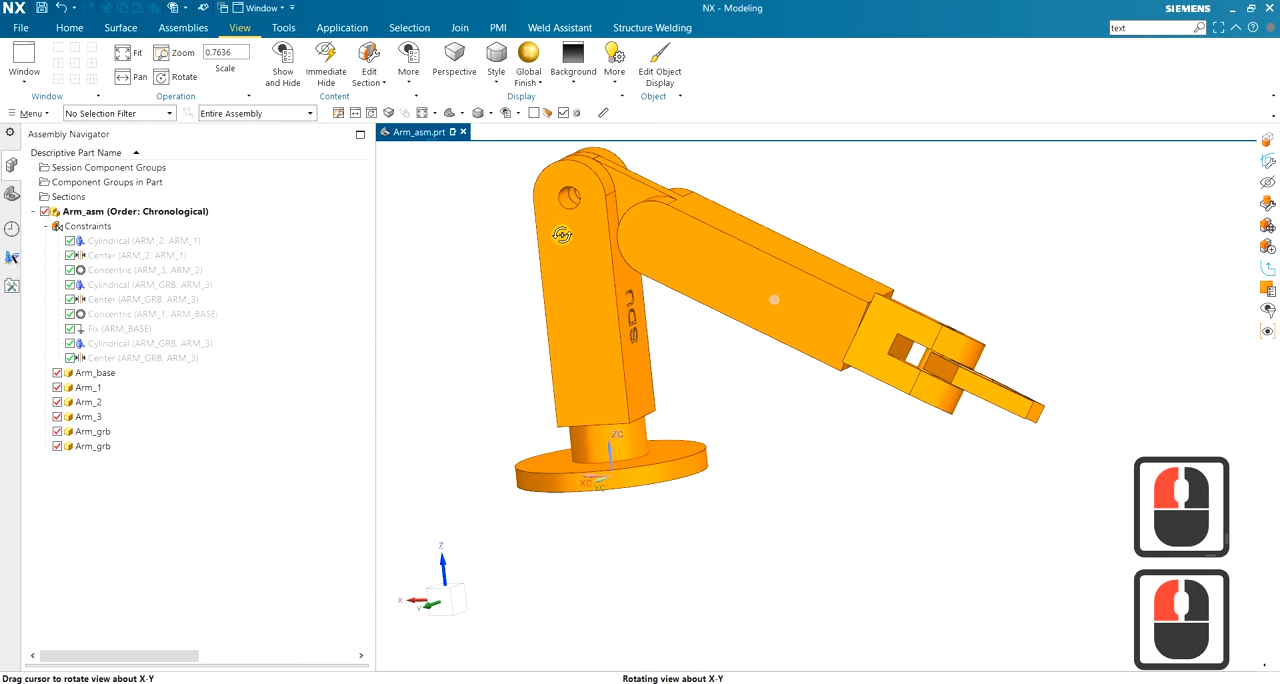 NX Window NX - Modeling SIEMENS
File Home Surface Assemblies View Tools Application Selection Join PMI Weld Assistant Structure Welding text
Window Fit Zoom 0.7636 Show and Hide Immediate Hide Edit Section More Perspective Style Global Finish Background More Edit Object Display
Pan Rotate Scale
Window Operation Content Display Object
Menu No Selection Filter Entire Assembly
Assembly Navigator Arm_asm.prt
Descriptive Part Name
Session Component Groups
Component Groups in Part
Sections
Arm_asm (Order: Chronological)
Constraints
Cylindrical (ARM_2, ARM_1)
Center (ARM_2, ARM_1)
Concentric (ARM_3, ARM_2)
Cylindrical (ARM_GRB, ARM_3)
Center (ARM_GRB, ARM_3)
Concentric (ARM_1, ARM_BASE)
Fix (ARM_BASE)
Cylindrical (ARM_GRB, ARM_3)
Center (ARM_GRB, ARM_3)
Arm_base
Arm_1
Arm_2
Arm_3
Arm_grb
Arm_grb
ZC
XC
YC
Z
X
Y
Drag cursor to rotate view about X-Y Rotating view about X-Y